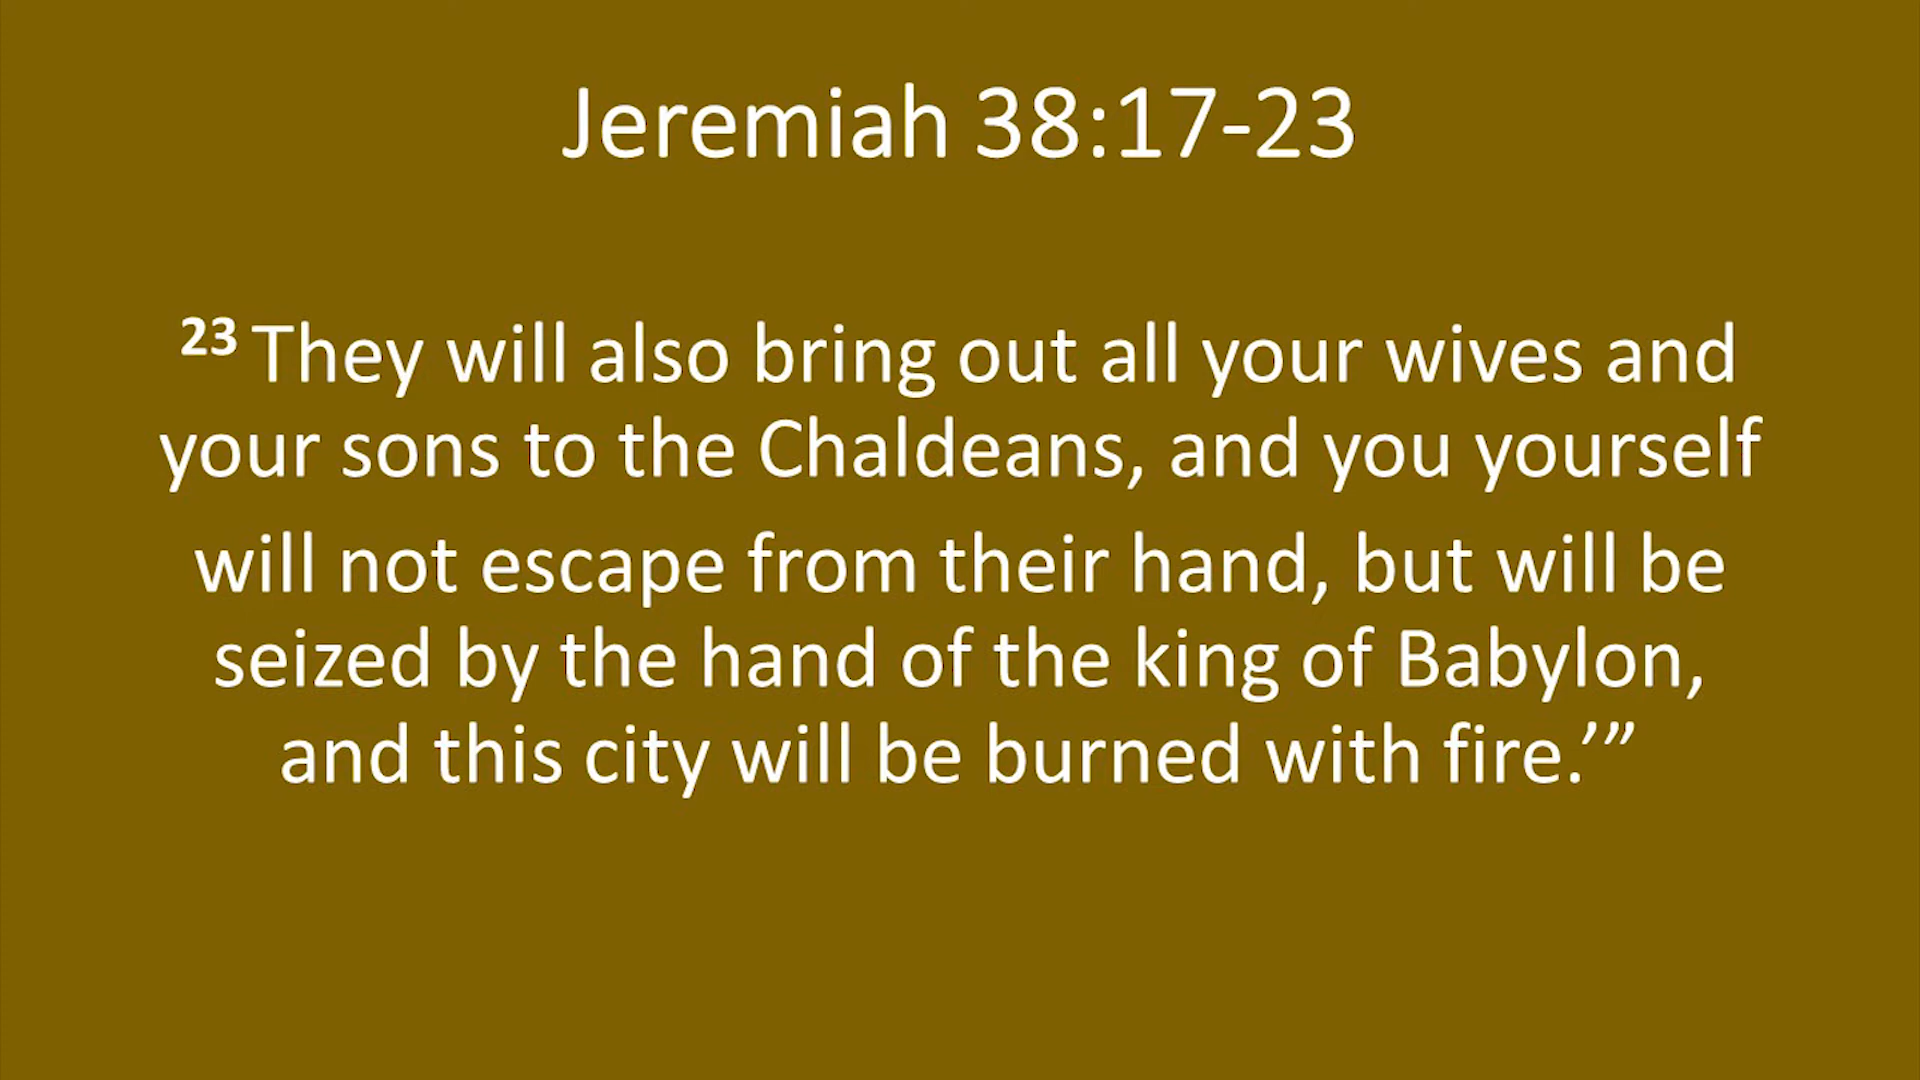 Jeremiah 38:17-23
23 They will also bring out all your wives and
your sons to the Chaldeans, and you yourself
will not escape from their hand, but will be
seized by the hand of the king of Babylon,
and this city will be burned with fire.’”